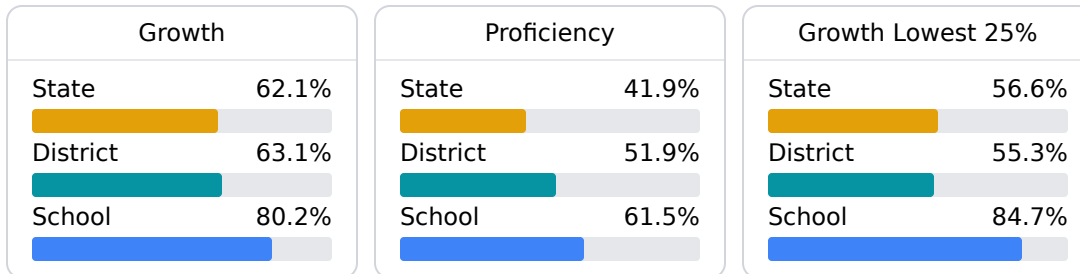 Growth
State 62.1%
District 63.1%
School 80.2%
Proficiency
State 41.9%
District 51.9%
School 61.5%
Growth Lowest 25%
State 56.6%
District 55.3%
School 84.7%